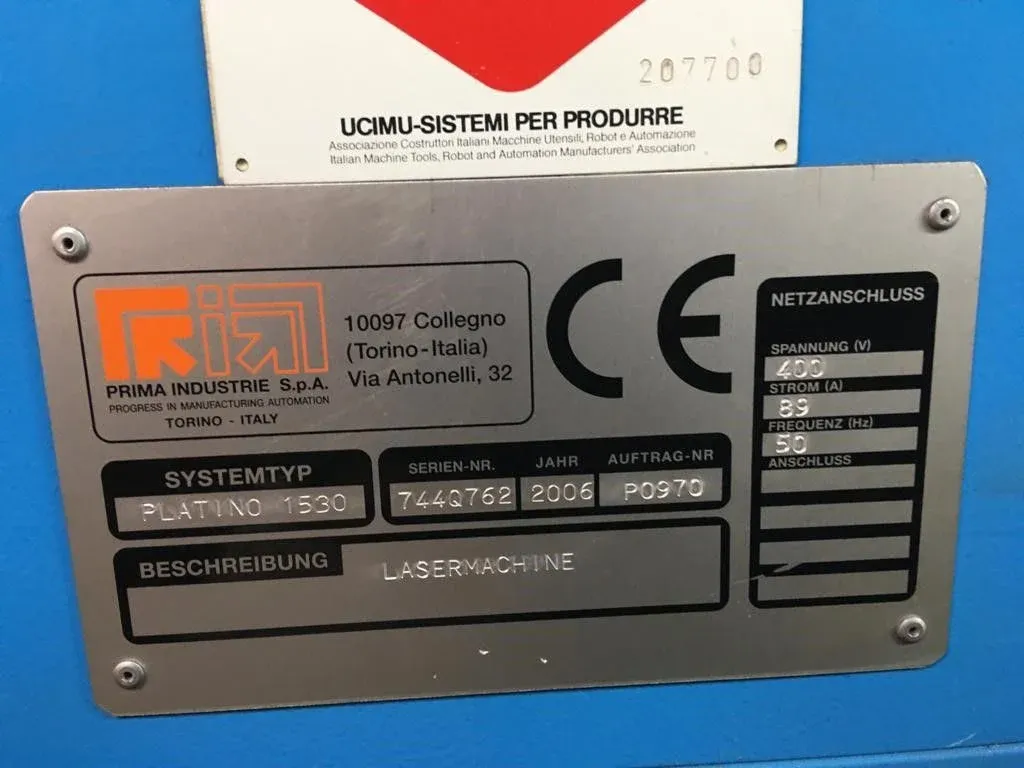 207700
UCIMU-SISTEMI PER PRODURRE
Associazione Costruttori Italiani Macchine Utensili, Robot e Automazione
Italian Machine Tools, Robot and Automation Manufacturers' Association
PRIMA INDUSTRIE S.p.A.
PROGRESS IN MANUFACTURING AUTOMATION
TORINO - ITALY
10097 Collegno
(Torino-Italia)
Via Antonelli, 32
CE
NETZANSCHLUSS
SPANNUNG (V)
400
STROM (A)
89
FREQUENZ (Hz)
50
ANSCHLUSS
SYSTEMTYP
PLATINO 1530
SERIEN-NR. JAHR AUFTRAG-NR
744Q762 2006 P0970
BESCHREIBUNG LASERMACHINE